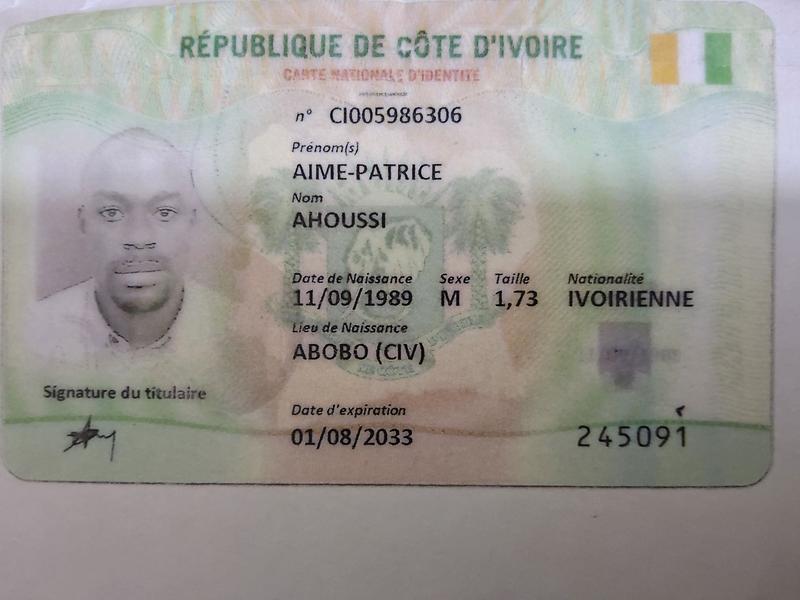 RÉPUBLIQUE DE CÔTE D'IVOIRE
CARTE NATIONALE D'IDENTITÉ
n° CI005986306
Prénom(s)
AIME-PATRICE
Nom
AHOUSSI
Date de Naissance Sexe Taille Nationalité
11/09/1989 M 1,73 IVOIRIENNE
Lieu de Naissance
ABOBO (CIV)
Signature du titulaire
Date d'expiration
01/08/2033
245091